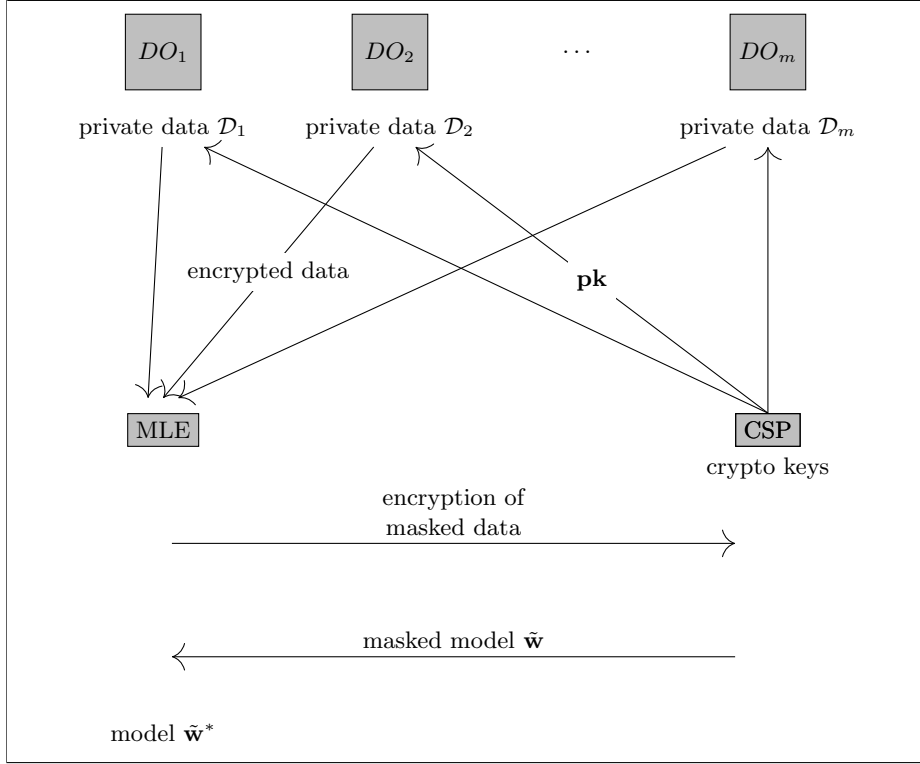 DO₁ DO₂ ··· DOₘ
private data 𝒟₁ private data 𝒟₂ private data 𝒟ₘ
encrypted data pk
MLE CSP
crypto keys
encryption of
masked data
masked model w̃
model w̃*